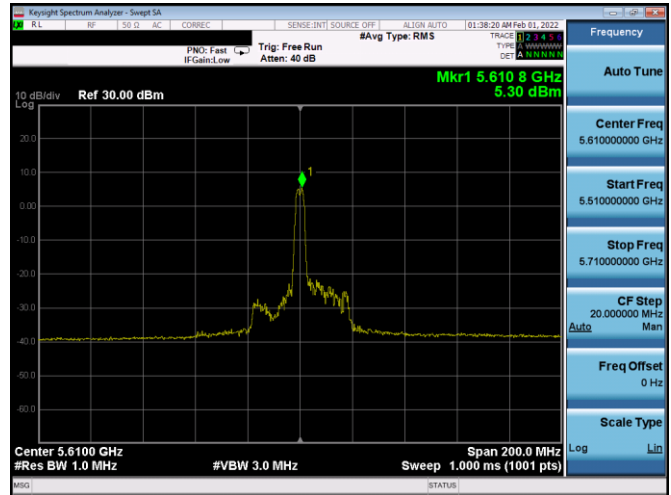 Keysight Spectrum Analyzer - Swept SA
RL RF 50 Ω AC CORREC SENSE:INT SOURCE OFF ALIGN AUTO 01:38:20 AM Feb 01, 2022
#Avg Type: RMS
TRACE 1 2 3 4 5 6
PNO: Fast Trig: Free Run TYPE A WWWWW
IFGain:Low Atten: 40 dB DET A N N N N N
Mkr1 5.610 8 GHz
5.30 dBm
10 dB/div Ref 30.00 dBm
Log
20.0
10.0
1
0.00
-10.0
-20.0
-30.0
-40.0
-50.0
-60.0
Center 5.6100 GHz Span 200.0 MHz
#Res BW 1.0 MHz #VBW 3.0 MHz Sweep 1.000 ms (1001 pts)
MSG STATUS
Frequency
Auto Tune
Center Freq
5.610000000 GHz
Start Freq
5.510000000 GHz
Stop Freq
5.710000000 GHz
CF Step
20.000000 MHz
Auto Man
Freq Offset
0 Hz
Scale Type
Log Lin